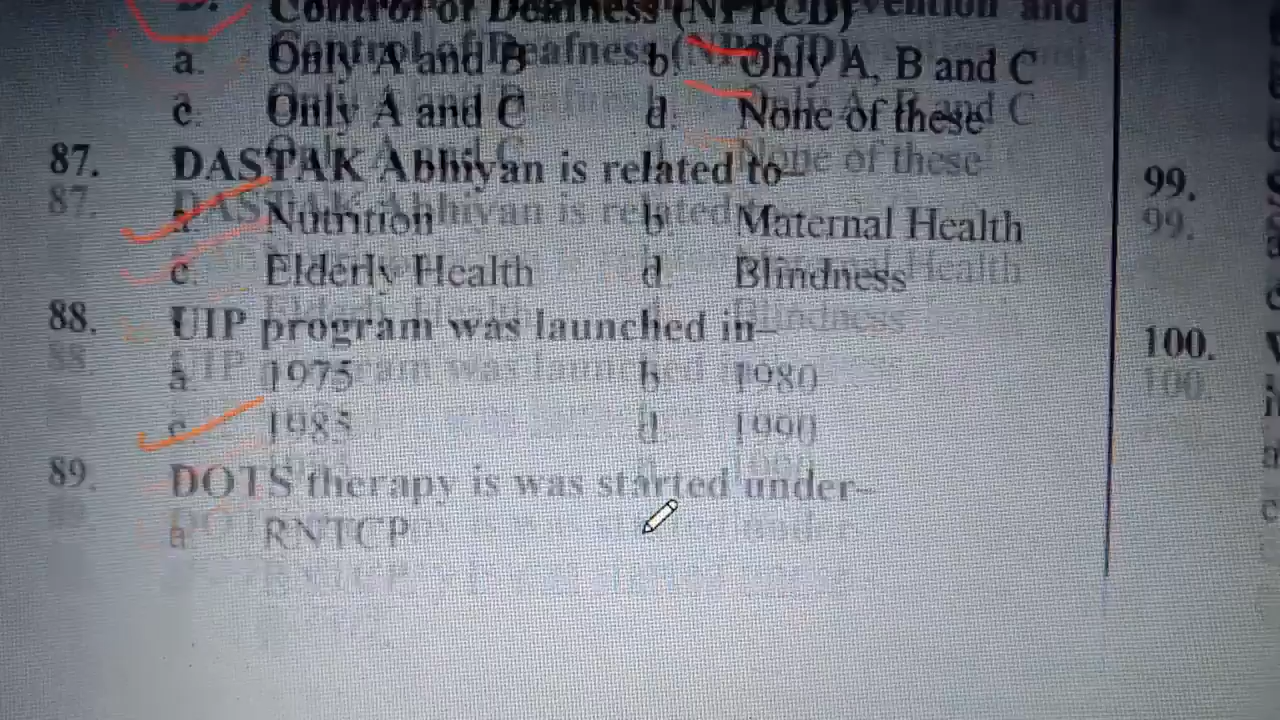 Control of Deafness (NPPCD)
a. Only A and B b. Only A, B and C
c. Only A and C d. None of these
87. DASTAK Abhiyan is related to–
a. Nutrition b. Maternal Health
c. Elderly Health d. Blindness
88. UIP program was launched in–
a. 1975 b. 1980
c. 1985 d. 1990
89. DOTS therapy is was started under–
a. RNTCP
99.
100.